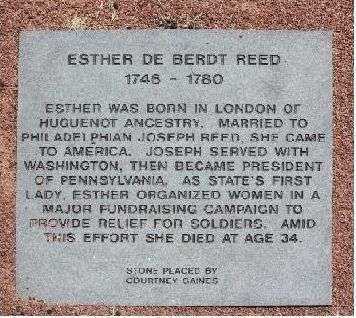 ESTHER DE BERDT REED
1746 - 1780
ESTHER WAS BORN IN LONDON OF
HUGUENOT ANCESTRY. MARRIED TO
PHILADELPHIAN JOSEPH REED, SHE CAME
TO AMERICA. JOSEPH SERVED WITH
WASHINGTON, THEN BECAME PRESIDENT
OF PENNSYLVANIA. AS STATE'S FIRST
LADY, ESTHER ORGANIZED WOMEN IN A
MAJOR FUNDRAISING CAMPAIGN TO
PROVIDE RELIEF FOR SOLDIERS. AMID
THIS EFFORT SHE DIED AT AGE 34.
STONE PLACED BY
COURTNEY GAINES